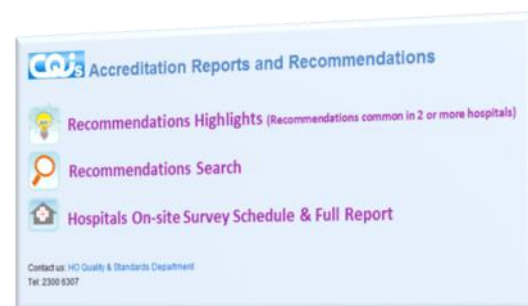 CQJs Accreditation Reports and Recommendations
Recommendations Highlights (Recommendations common in 2 or more hospitals)
Recommendations Search
Hospitals On-site Survey Schedule & Full Report
Contact us: HO Quality & Standards Department
Tel: 2300 6307